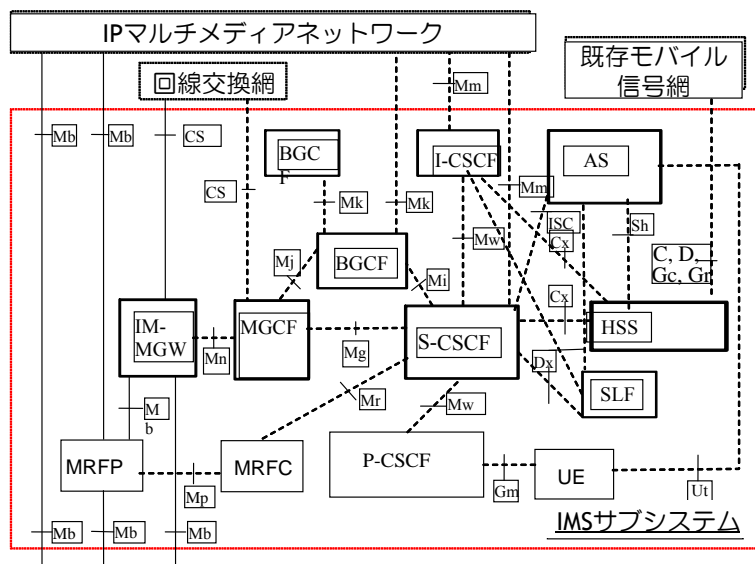 IPマルチメディアネットワーク
回線交換網
既存モバイル
信号網
Mm
Mb
Mb
CS
BGC
F
I-CSCF
AS
CS
Mk
Mk
Mm
ISC
Sh
Mw
Cx
C, D,
Gc, Gr
BGCF
Mj
Mi
Cx
IM-
MGW
MGCF
S-CSCF
HSS
Mn
Mg
Dx
SLF
Mr
Mw
M
b
MRFP
MRFC
P-CSCF
UE
Mp
Gm
Ut
IMSサブシステム
Mb
Mb
Mb